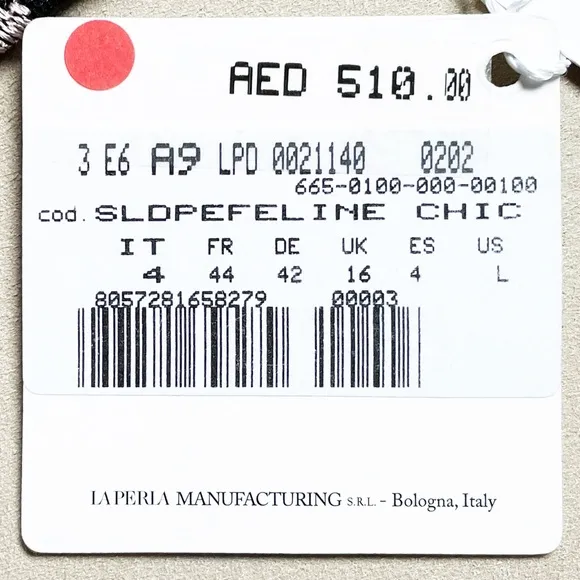 AED 510.00
3 E6 A9 LPD 0021140 0202
665-0100-000-00100
cod. SLDPEFELINE CHIC
IT FR DE UK ES US
4 44 42 16 4 L
8057281658279 00003
LA PERLA MANUFACTURING S.R.L. - Bologna, Italy